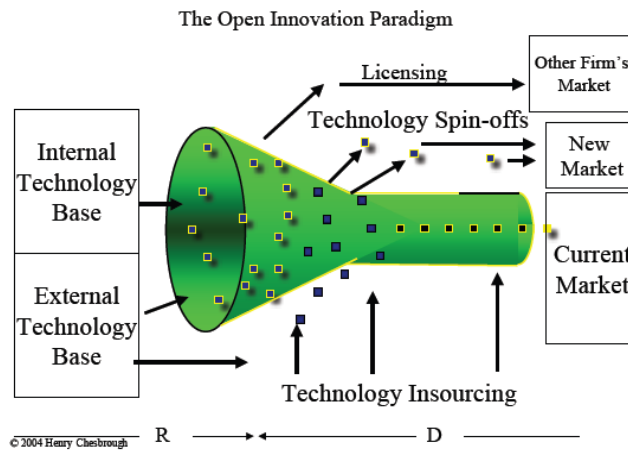 The Open Innovation Paradigm
Licensing
Other Firm's
Market
Technology Spin-offs
New
Market
Internal
Technology
Base
External
Technology
Base
Current
Market
Technology Insourcing
R
D
© 2004 Henry Chesbrough